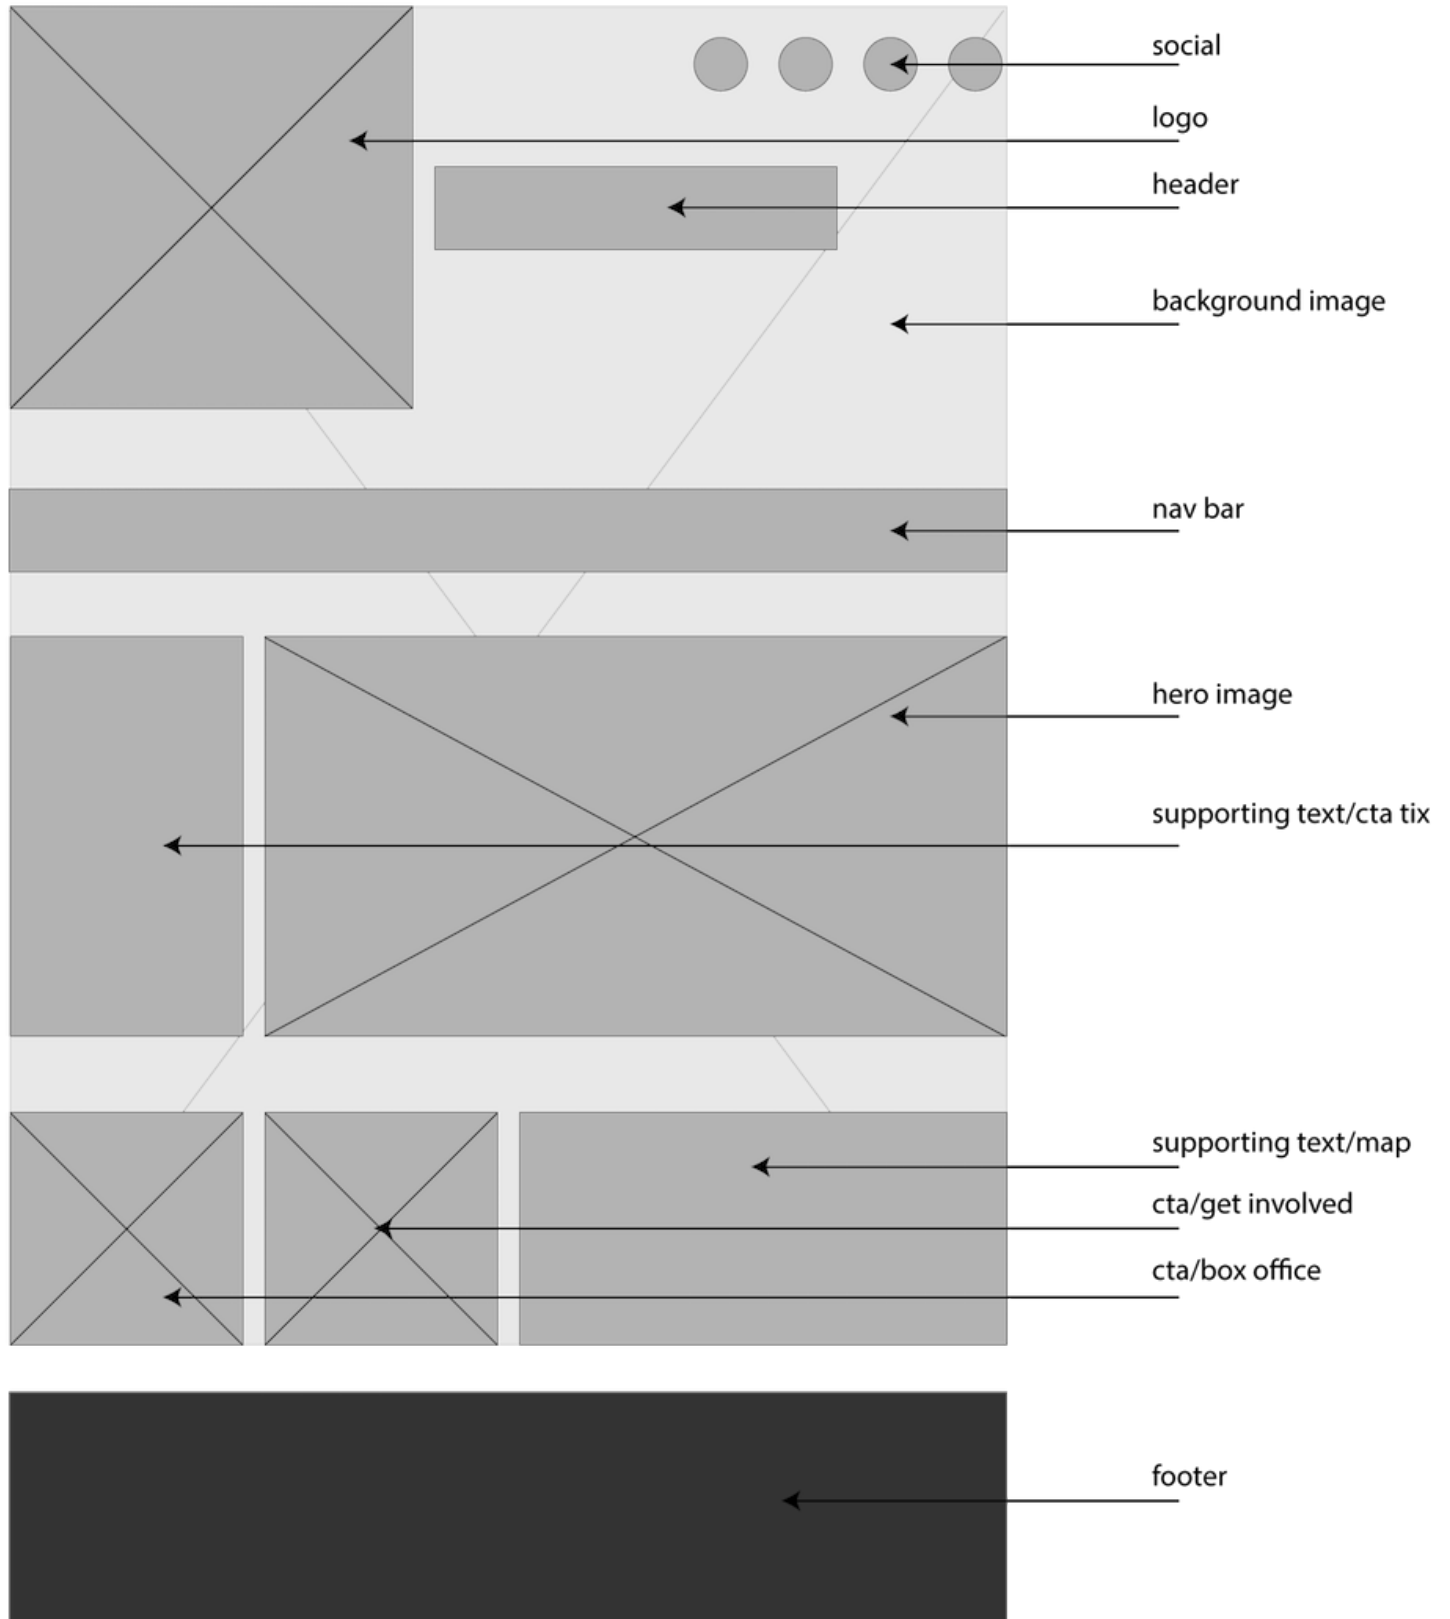 social
logo
header
background image
nav bar
hero image
supporting text/cta tix
supporting text/map
cta/get involved
cta/box office
footer